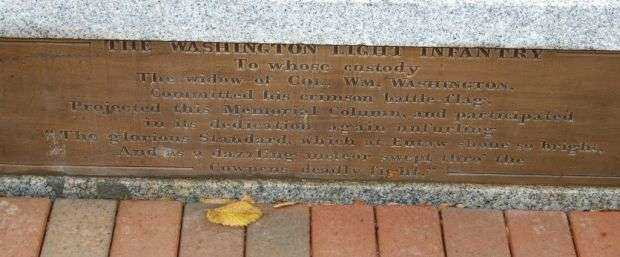 THE WASHINGTON LIGHT INFANTRY
To whose custody
The widow of COL. WM. WASHINGTON,
Committed his crimson battle-flag;
Projected this Memorial Column, and participated
in its dedication again unfurling
"The glorious Standard, which at Eutaw shone so bright,
And as a dazzling meteor swept thro' the
Cowpens deadly fight."